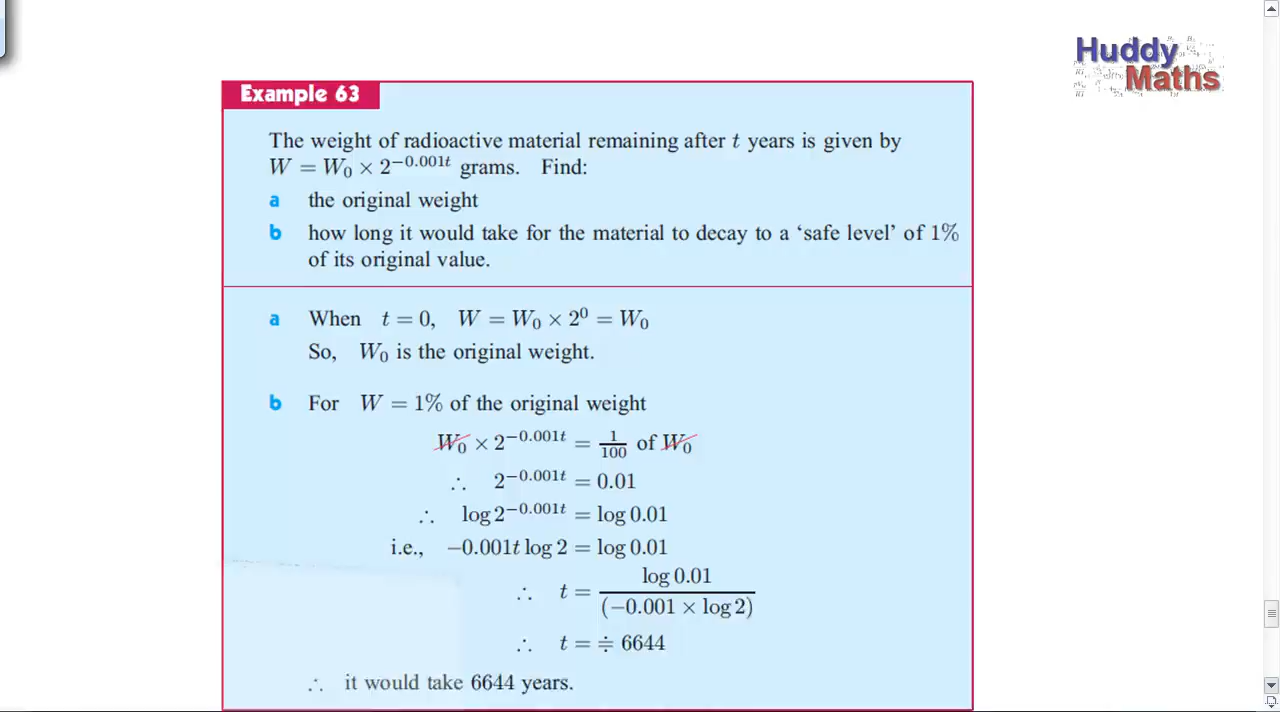 Huddy
Maths
Example 63
The weight of radioactive material remaining after t years is given by
W = W₀ × 2^{−0.001t} grams. Find:
a the original weight
b how long it would take for the material to decay to a ‘safe level’ of 1%
of its original value.
a When t = 0, W = W₀ × 2⁰ = W₀
So, W₀ is the original weight.
b For W = 1% of the original weight
W₀ × 2^{−0.001t} = 1/100 of W₀
∴ 2^{−0.001t} = 0.01
∴ log 2^{−0.001t} = log 0.01
i.e., −0.001t log 2 = log 0.01
∴ t = log 0.01 / (−0.001 × log 2)
∴ t = ≑ 6644
∴ it would take 6644 years.